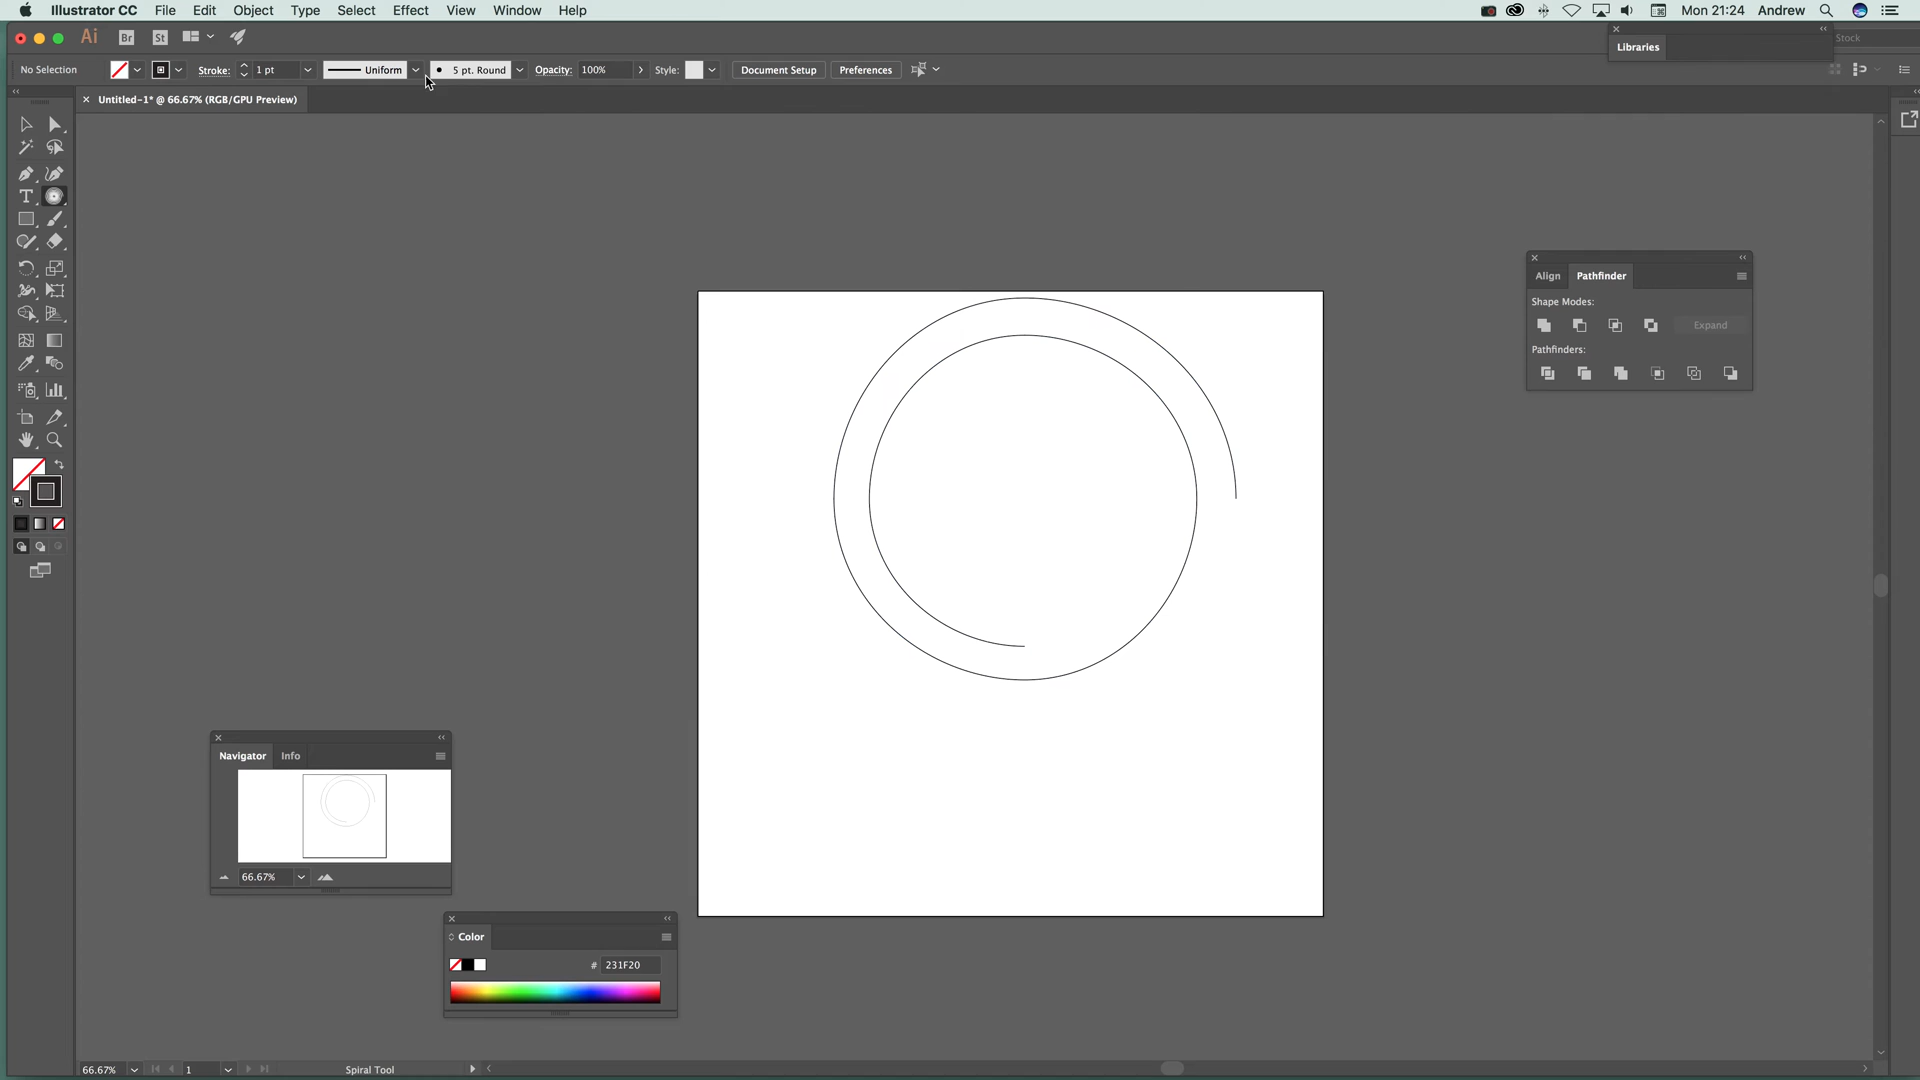 Illustrator CC File Edit Object Type Select Effect View Window Help Mon 21:24 Andrew
Ai Br St Stock
Libraries
No Selection Stroke: 1 pt Uniform 5 pt. Round Opacity: 100% Style: Document Setup Preferences
Untitled-1* @ 66.67% (RGB/GPU Preview)
Align Pathfinder
Shape Modes:
Expand
Pathfinders:
Navigator Info
66.67%
Color
# 231F20
66.67% 1 Spiral Tool